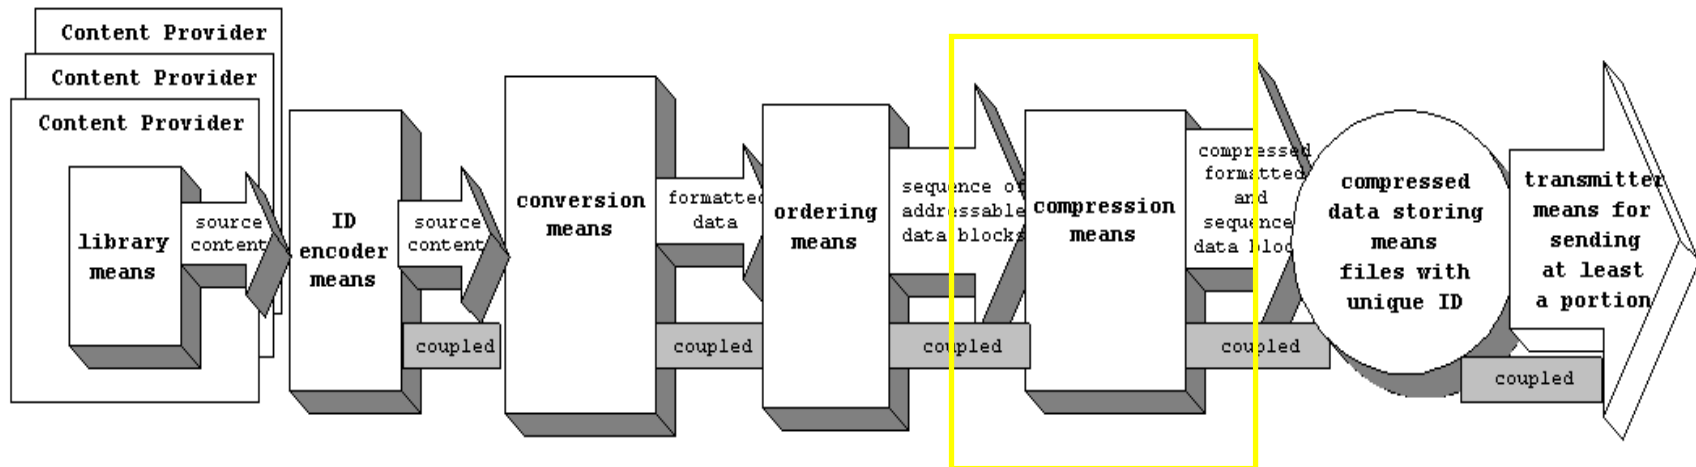 Content Provider
Content Provider
Content Provider
library
means
source
content
ID
encoder
means
source
content
coupled
conversion
means
formatted
data
coupled
ordering
means
sequence of
addressable
data blocks
coupled
compression
means
compressed
formatted
and
sequence
data bloc
coupled
compressed
data storing
means
files with
unique ID
transmitter
means for
sending
at least
a portion
coupled